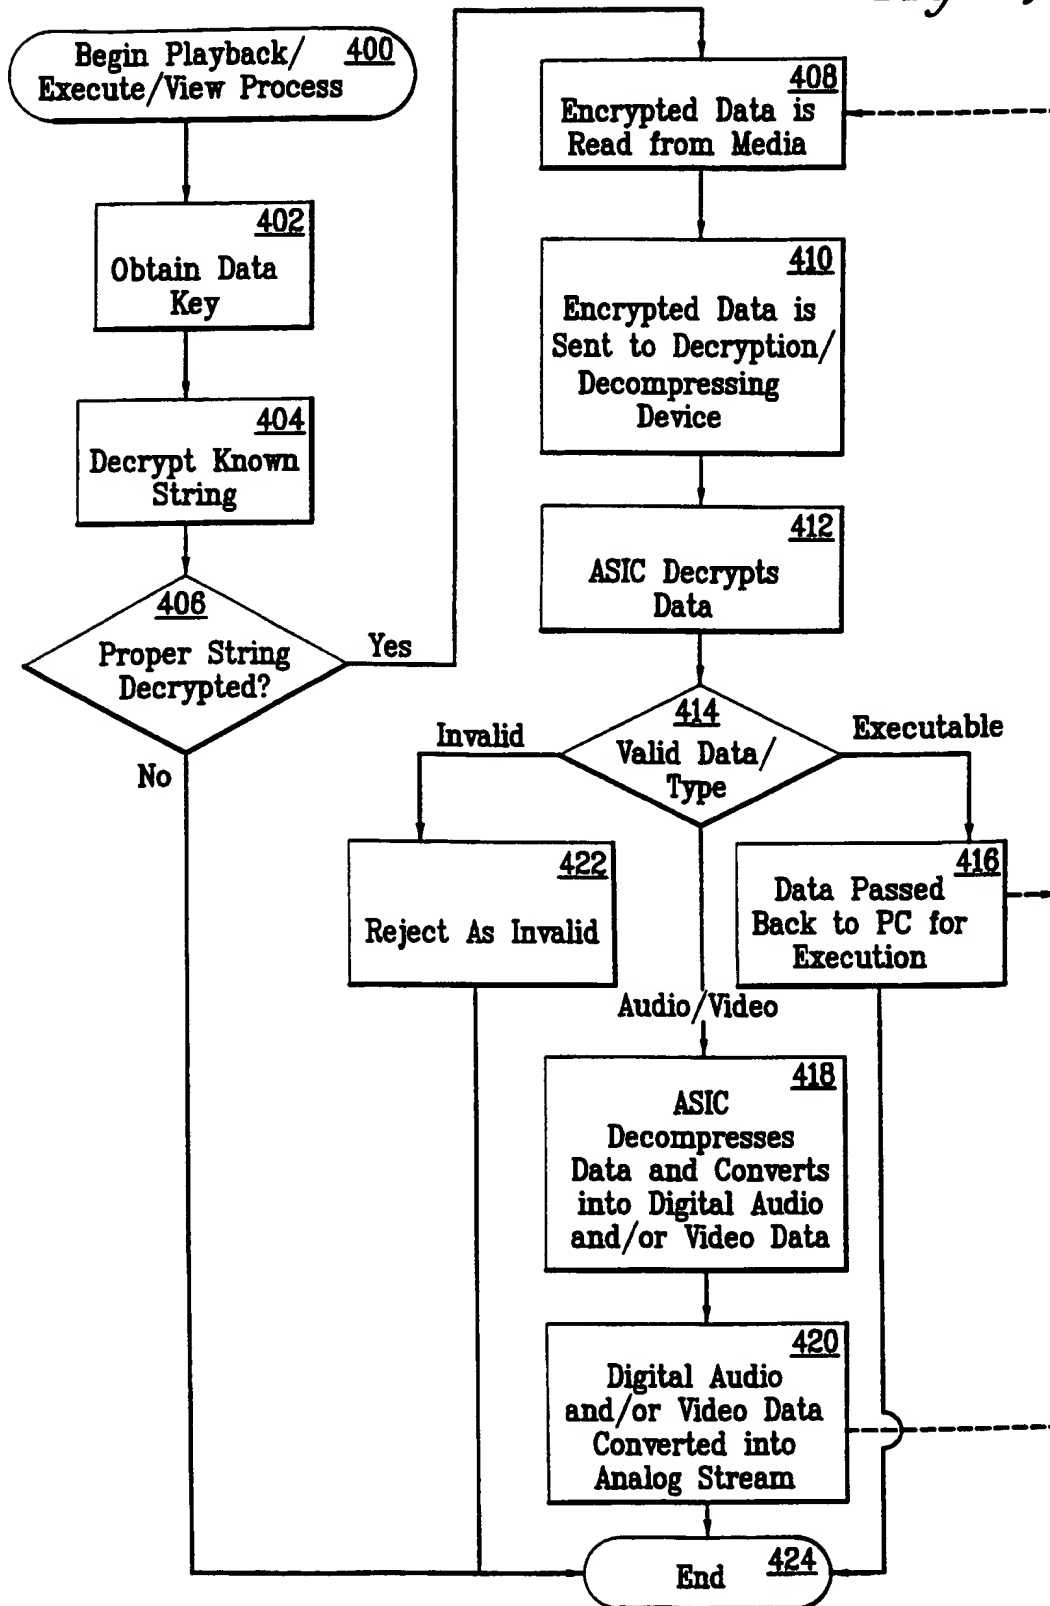 Begin Playback/ 400
Execute/View Process
402
Obtain Data
Key
404
Decrypt Known
String
406
Proper String
Decrypted?
Yes
No
408
Encrypted Data is
Read from Media
410
Encrypted Data is
Sent to Decryption/
Decompressing
Device
412
ASIC Decrypts
Data
414
Valid Data/
Type
Invalid
Executable
422
Reject As Invalid
416
Data Passed
Back to PC for
Execution
Audio/Video
418
ASIC
Decompresses
Data and Converts
into Digital Audio
and/or Video Data
420
Digital Audio
and/or Video Data
Converted into
Analog Stream
End 424